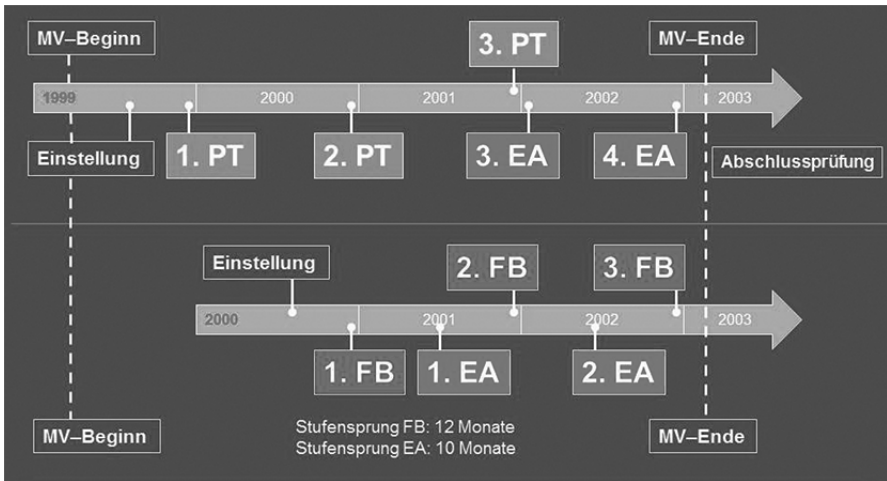 MV–Beginn
3. PT
MV–Ende
1999
2000
2001
2002
2003
Einstellung
1. PT
2. PT
3. EA
4. EA
Abschlussprüfung
Einstellung
2. FB
3. FB
2000
2001
2002
2003
1. FB
1. EA
2. EA
MV–Beginn
Stufensprung FB: 12 Monate
Stufensprung EA: 10 Monate
MV–Ende